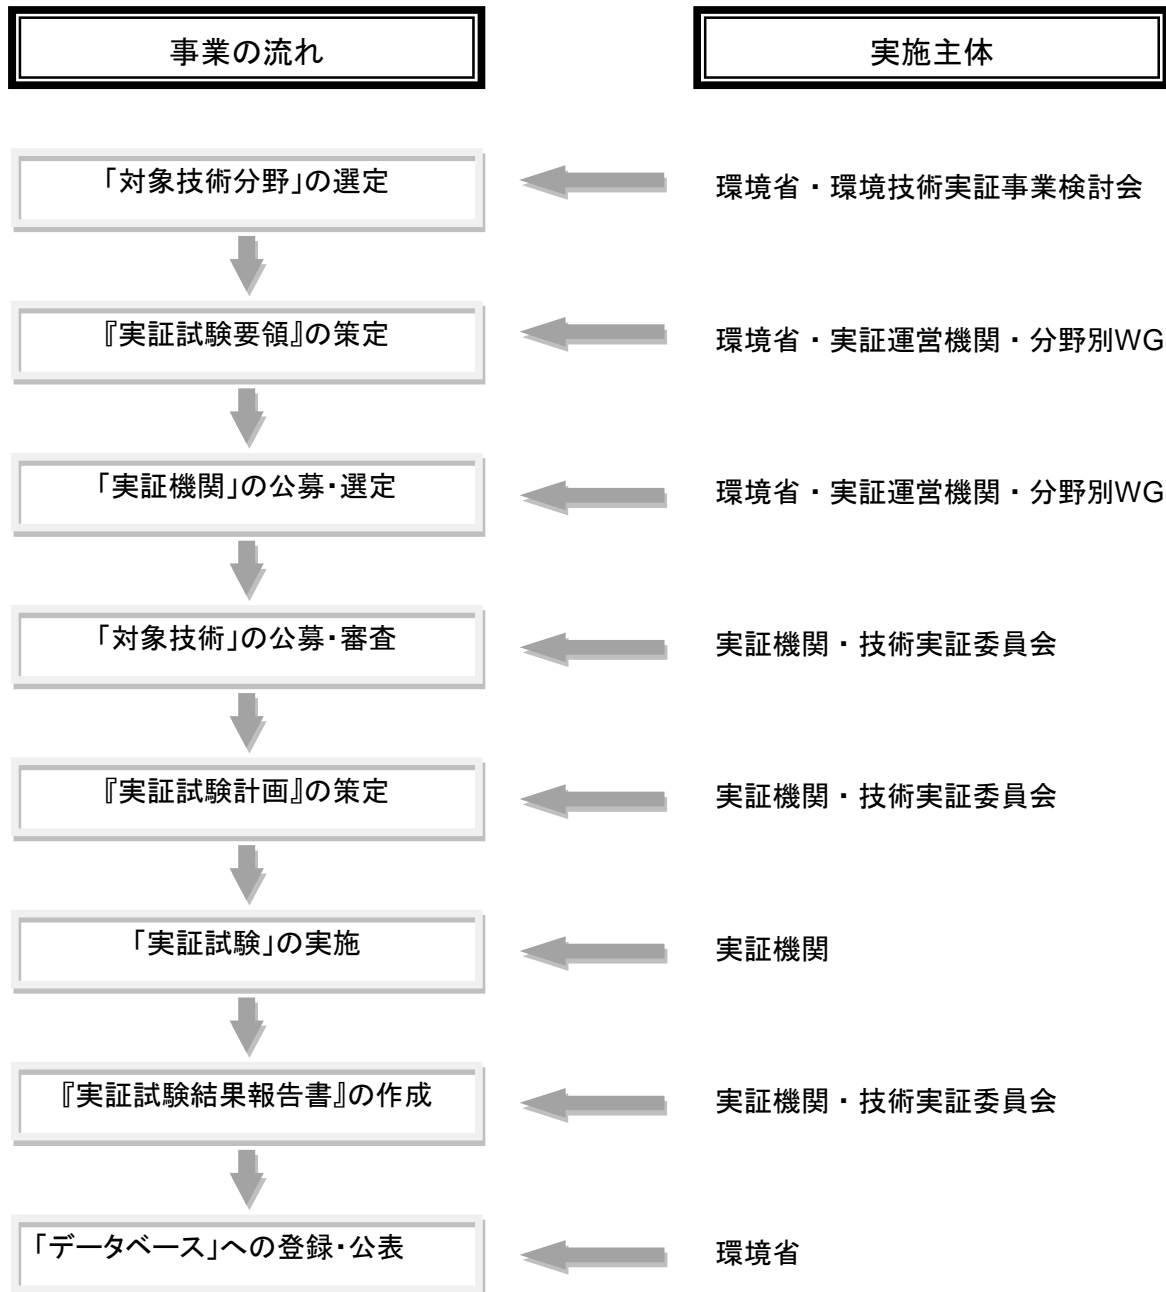 事業の流れ
実施主体
「対象技術分野」の選定
環境省・環境技術実証事業検討会
『実証試験要領』の策定
環境省・実証運営機関・分野別WG
「実証機関」の公募・選定
環境省・実証運営機関・分野別WG
「対象技術」の公募・審査
実証機関・技術実証委員会
『実証試験計画』の策定
実証機関・技術実証委員会
「実証試験」の実施
実証機関
『実証試験結果報告書』の作成
実証機関・技術実証委員会
「データベース」への登録・公表
環境省